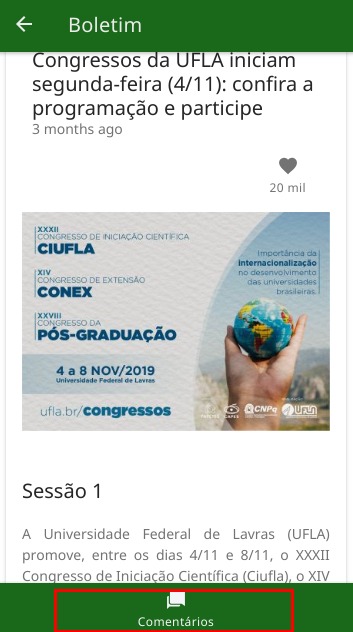 Boletim
Congressos da UFLA iniciam
segunda-feira (4/11): confira a
programação e participe
3 months ago
20 mil
XXXII
CONGRESSO DE INICIAÇÃO CIENTÍFICA
CIUFLA
XIV
CONGRESSO DE EXTENSÃO
CONEX
XXVIII
CONGRESSO DA
PÓS-GRADUAÇÃO
4 a 8 NOV/2019
Universidade Federal de Lavras
ufla.br/congressos
Importância da
Internacionalização
no desenvolvimento
das universidades
brasileiras.
CNPq
UFLA
Sessão 1
A Universidade Federal de Lavras (UFLA)
promove, entre os dias 4/11 e 8/11, o XXXII
Congresso de Iniciação Científica (Ciufla), o XIV
Comentários